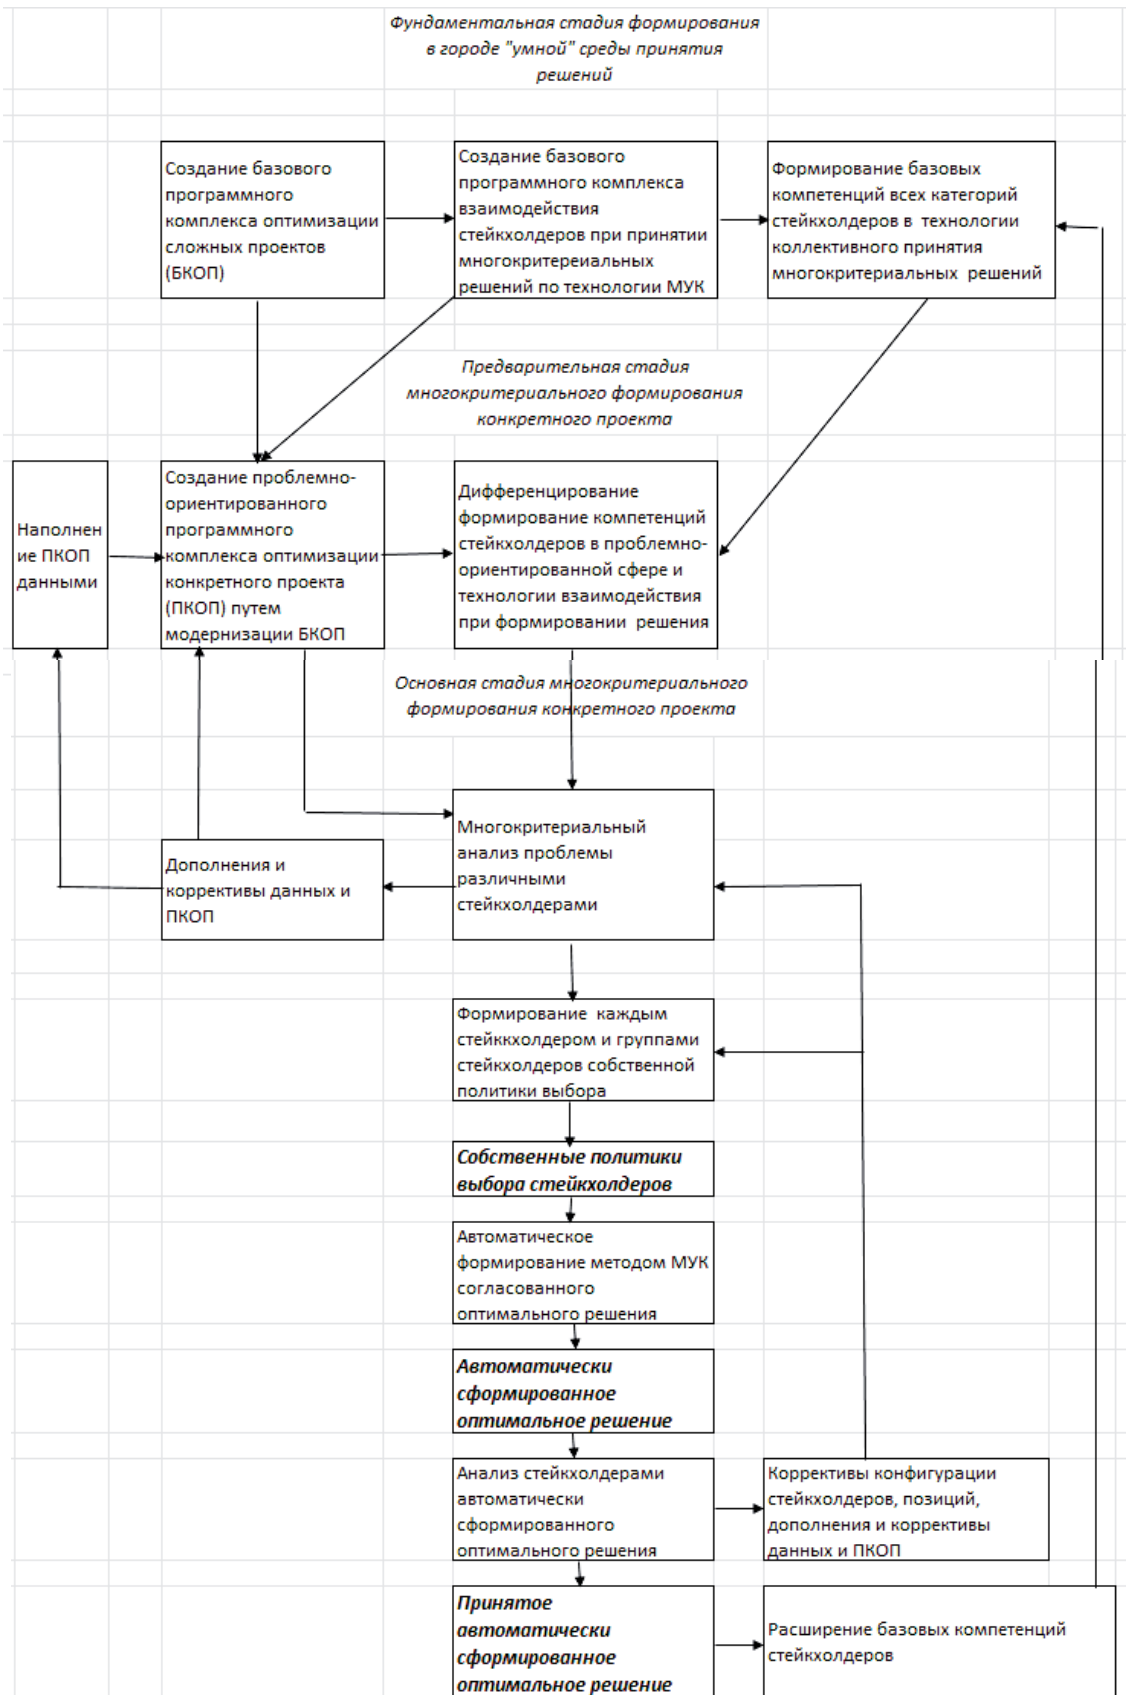 Фундаментальная стадия формирования
в городе "умной" среды принятия
решений
Создание базового
программного
комплекса оптимизации
сложных проектов
(БКОП)
Создание базового
программного комплекса
взаимодействия
стейкхолдеров при принятии
многокритереиальных
решений по технологии МУК
Формирование базовых
компетенций всех категорий
стейкхолдеров в технологии
коллективного принятия
многокритериальных решений
Предварительная стадия
многокритериального формирования
конкретного проекта
Наполнен
ие ПКОП
данными
Создание проблемно-
ориентированного
программного
комплекса оптимизации
конкретного проекта
(ПКОП) путем
модернизации БКОП
Дифференцирование
формирование компетенций
стейкхолдеров в проблемно-
ориентированной сфере и
технологии взаимодействия
при формировании решения
Основная стадия многокритериального
формирования конкретного проекта
Многокритериальный
анализ проблемы
различными
стейкхолдерами
Дополнения и
коррективы данных и
ПКОП
Формирование каждым
стейккхолдером и группами
стейкхолдеров собственной
политики выбора
Собственные политики
выбора стейкхолдеров
Автоматическое
формирование методом МУК
согласованного
оптимального решения
Автоматически
сформированное
оптимальное решение
Анализ стейкхолдерами
автоматически
сформированного
оптимального решения
Коррективы конфигурации
стейкхолдеров, позиций,
дополнения и коррективы
данных и ПКОП
Принятое
автоматически
сформированное
оптимальное решение
Расширение базовых компетенций
стейкхолдеров